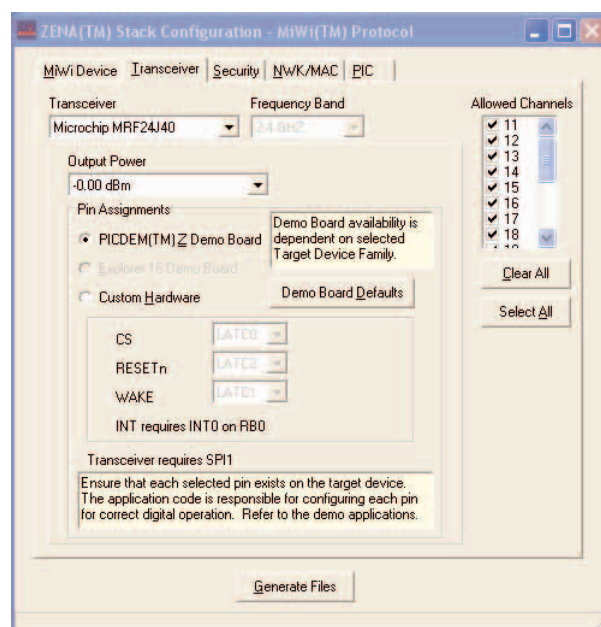 ZENA(TM) Stack Configuration - MiWi(TM) Protocol
MiWi Device Transceiver Security NWK/MAC PIC
Transceiver
Microchip MRF24J40
Frequency Band
2.4 GHZ
Output Power
-0.00 dBm
Pin Assignments
PICDEM(TM) Z Demo Board
Explorer 16 Demo Board
Custom Hardware
Demo Board availability is
dependent on selected
Target Device Family.
Demo Board Defaults
CS LATC0
RESETn LATC2
WAKE LATC1
INT requires INT0 on RB0
Transceiver requires SPI1
Ensure that each selected pin exists on the target device.
The application code is responsible for configuring each pin
for correct digital operation. Refer to the demo applications.
Allowed Channels
11
12
13
14
15
16
17
18
Clear All
Select All
Generate Files